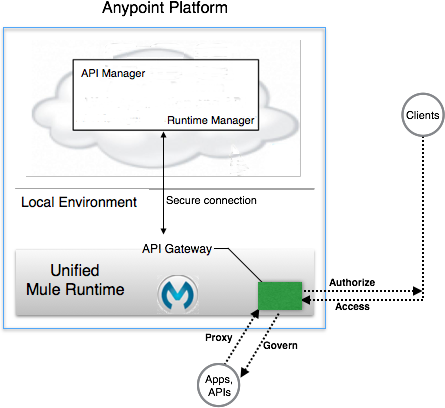 Anypoint Platform
API Manager
Runtime Manager
Clients
Local Environment
Secure connection
API Gateway
Unified
Mule Runtime
Authorize
Access
Proxy
Govern
Apps,
APIs